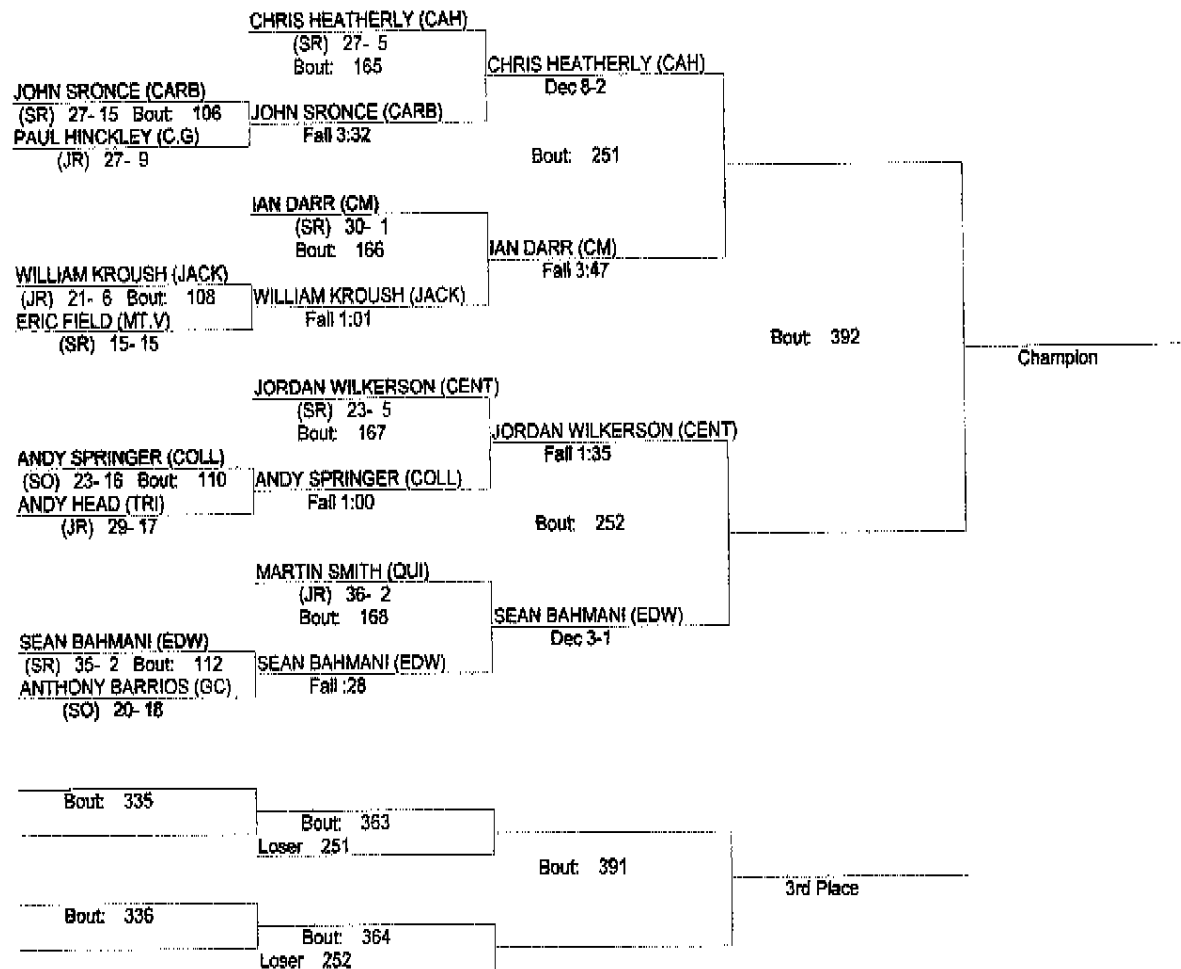 CHRIS HEATHERLY (CAH)
(SR) 27- 5
Bout: 165
CHRIS HEATHERLY (CAH)
Dec 8-2
JOHN SRONCE (CARB)
(SR) 27- 15 Bout: 106
PAUL HINCKLEY (C.G)
(JR) 27- 9
JOHN SRONCE (CARB)
Fall 3:32
Bout: 251
IAN DARR (CM)
(SR) 30- 1
Bout: 166
IAN DARR (CM)
Fall 3:47
WILLIAM KROUSH (JACK)
(JR) 21- 6 Bout: 108
ERIC FIELD (MT.V)
(SR) 15- 15
WILLIAM KROUSH (JACK)
Fall 1:01
Bout: 392
Champion
JORDAN WILKERSON (CENT)
(SR) 23- 5
Bout: 167
JORDAN WILKERSON (CENT)
Fall 1:35
ANDY SPRINGER (COLL)
(SO) 23- 16 Bout: 110
ANDY HEAD (TRI)
(JR) 29- 17
ANDY SPRINGER (COLL)
Fall 1:00
Bout: 252
MARTIN SMITH (QUI)
(JR) 36- 2
Bout: 168
SEAN BAHMANI (EDW)
Dec 3-1
SEAN BAHMANI (EDW)
(SR) 35- 2 Bout: 112
ANTHONY BARRIOS (GC)
(SO) 20- 18
SEAN BAHMANI (EDW)
Fall :28
Bout: 335
Bout: 363
Loser 251
Bout: 391
3rd Place
Bout: 336
Bout: 364
Loser 252